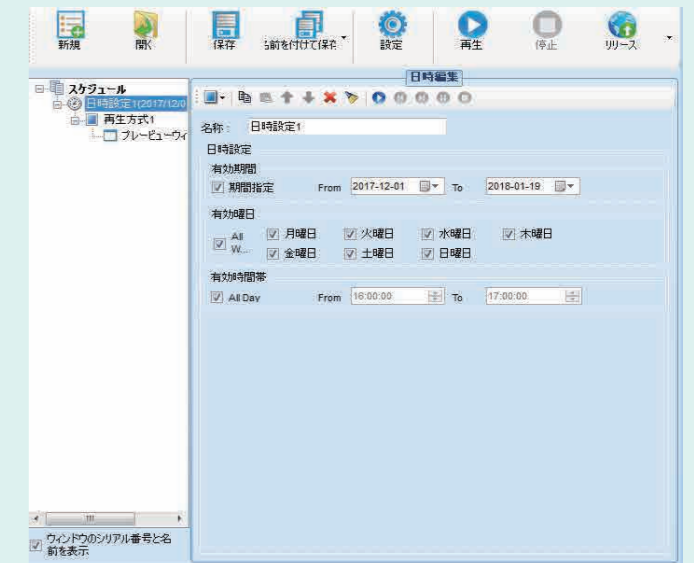 新規 開く 保存 名前を付けて保存 設定 再生 停止 リリース
スケジュール
日時設定1(2017/12/0
再生方式1
プレービューウィ
日時編集
名称： 日時設定1
日時設定
有効期間
期間指定 From 2017-12-01 To 2018-01-19
有効曜日
All W... 月曜日 火曜日 水曜日 木曜日
金曜日 土曜日 日曜日
有効時間帯
All Day From 16:00:00 To 17:00:00
ウィンドウのシリアル番号と名
前を表示